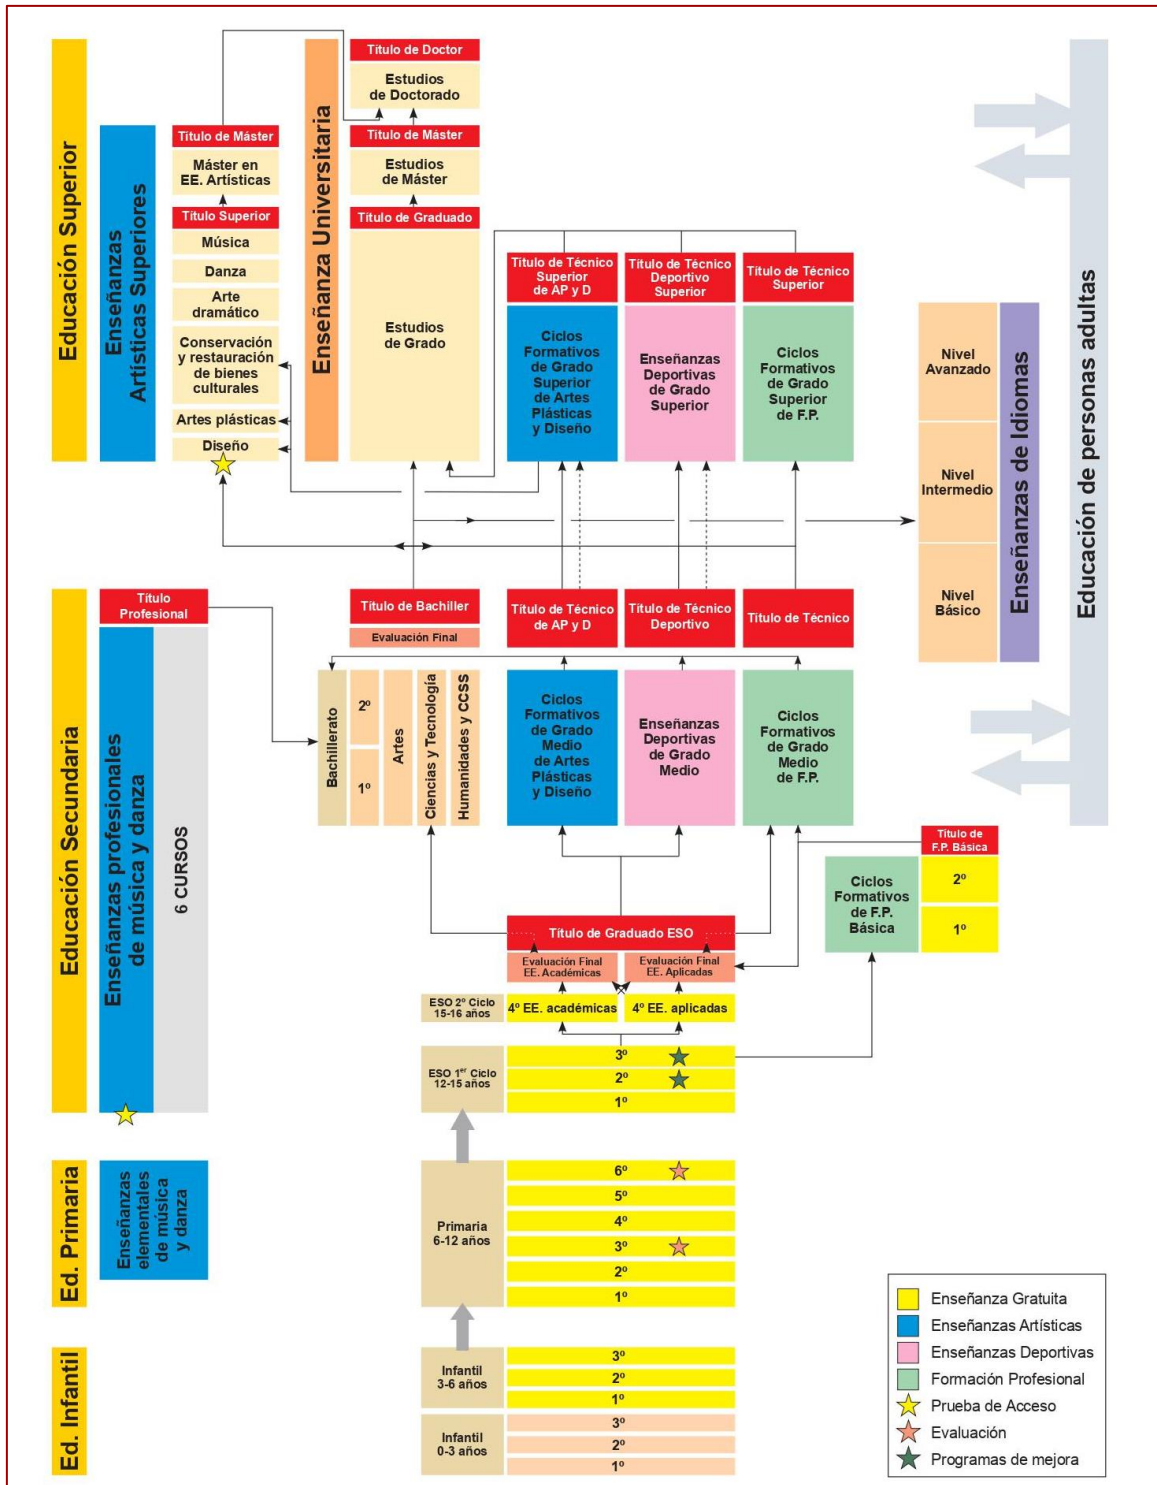 Educación Superior
Enseñanzas
Artísticas Superiores
Título de Máster
Máster en
EE. Artísticas
Título Superior
Música
Danza
Arte
dramático
Conservación
y restauración
de bienes
culturales
Artes plásticas
Diseño
Enseñanza Universitaria
Título de Doctor
Estudios
de Doctorado
Título de Máster
Estudios
de Máster
Título de Graduado
Estudios
de Grado
Título de Técnico
Superior
de AP y D
Ciclos
Formativos
de Grado
Superior
de Artes
Plásticas
y Diseño
Título de Técnico
Deportivo
Superior
Enseñanzas
Deportivas
de Grado
Superior
Título de Técnico
Superior
Ciclos
Formativos
de Grado
Superior
de F.P.
Nivel
Avanzado
Nivel
Intermedio
Nivel
Básico
Enseñanzas de Idiomas
Educación de personas adultas
Educación Secundaria
Título
Profesional
Enseñanzas profesionales
de música y danza
6 CURSOS
Título de Bachiller
Evaluación Final
Bachillerato
2º
1º
Artes
Ciencias y Tecnología
Humanidades y CCSS
Título de Técnico
de AP y D
Ciclos
Formativos
de Grado
Medio
de Artes
Plásticas
y Diseño
Título de Técnico
Deportivo
Enseñanzas
Deportivas
de Grado
Medio
Título de Técnico
Ciclos
Formativos
de Grado
Medio
de F.P.
Título de
F.P. Básica
Ciclos
Formativos
de F.P.
Básica
2º
1º
Título de Graduado ESO
Evaluación Final
EE. Académicas
Evaluación Final
EE. Aplicadas
ESO 2º Ciclo
15-16 años
4º EE. académicas
4º EE. aplicadas
ESO 1er Ciclo
12-15 años
3º
2º
1º
Ed. Primaria
Enseñanzas
elementales
de música
y danza
Primaria
6-12 años
6º
5º
4º
3º
2º
1º
Ed. Infantil
Infantil
3-6 años
3º
2º
1º
Infantil
0-3 años
3º
2º
1º
Enseñanza Gratuita
Enseñanzas Artísticas
Enseñanzas Deportivas
Formación Profesional
Prueba de Acceso
Evaluación
Programas de mejora